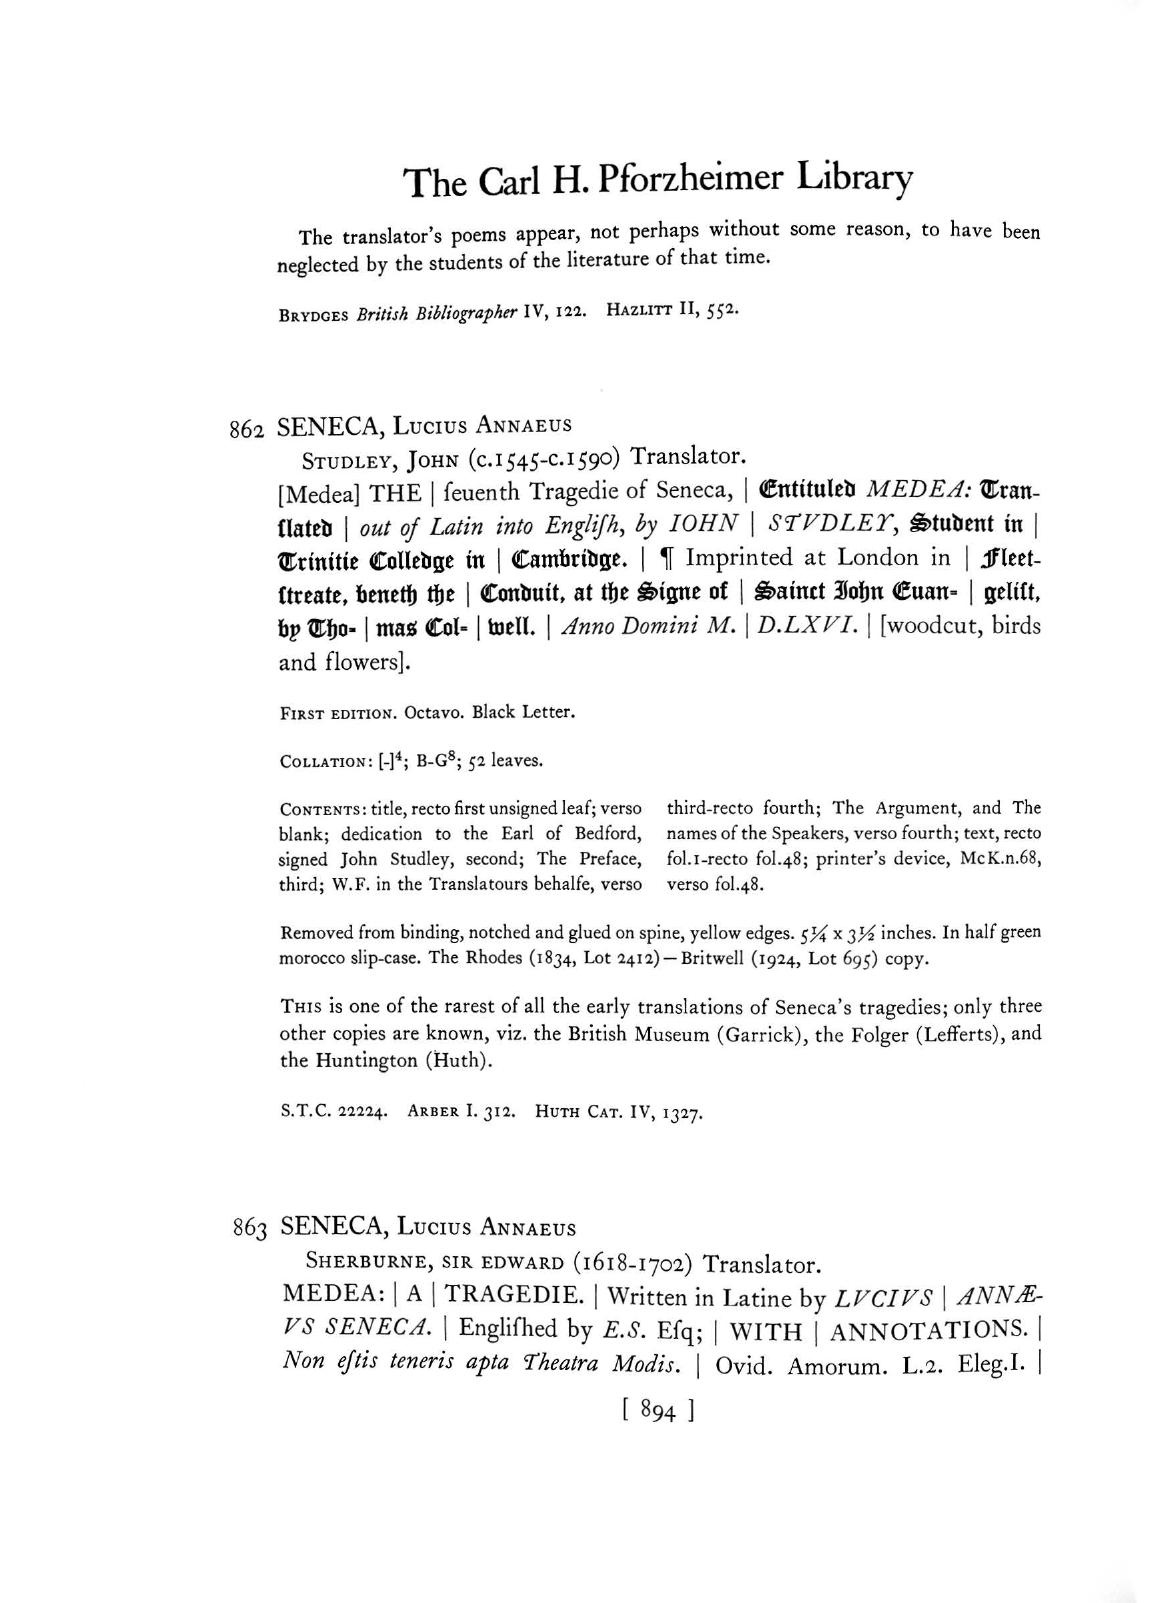 The Carl H. Pforzheimer Library
The translator's poems appear, not perhaps without some reason, to have been
neglected by the students of the literature of that time.
BRYDGES British Bibliographer IV, 122. HAZLITT II, 552.
862 SENECA, LUCIUS ANNAEUS
STUDLEY, JOHN (c.1545-c.1590) Translator.
[Medea] THE | ſeuenth Tragedie of Seneca, | Entituled MEDEA: Tran-
ſlated | out of Latin into Engliſh, by IOHN | STVDLEY, Student in |
Trinitie Colledge in | Cambridge. | ¶ Imprinted at London in | Fleet-
ſtreate, beneth the | Conduit, at the Signe of | Sainct John Euan= | geliſt,
by Tho= | mas Col= | well. | Anno Domini M. | D.LXVI. | [woodcut, birds
and flowers].
FIRST EDITION. Octavo. Black Letter.
COLLATION: [-]⁴; B-G⁸; 52 leaves.
CONTENTS: title, recto first unsigned leaf; verso
blank; dedication to the Earl of Bedford,
signed John Studley, second; The Preface,
third; W.F. in the Translatours behalfe, verso
third-recto fourth; The Argument, and The
names of the Speakers, verso fourth; text, recto
fol.1-recto fol.48; printer's device, McK.n.68,
verso fol.48.
Removed from binding, notched and glued on spine, yellow edges. 5¼ x 3½ inches. In half green
morocco slip-case. The Rhodes (1834, Lot 2412)—Britwell (1924, Lot 695) copy.
THIS is one of the rarest of all the early translations of Seneca's tragedies; only three
other copies are known, viz. the British Museum (Garrick), the Folger (Lefferts), and
the Huntington (Huth).
S.T.C. 22224. ARBER I. 312. HUTH CAT. IV, 1327.
863 SENECA, LUCIUS ANNAEUS
SHERBURNE, SIR EDWARD (1618-1702) Translator.
MEDEA: | A | TRAGEDIE. | Written in Latine by LVCIVS | ANNÆ-
VS SENECA. | Engliſhed by E.S. Eſq; | WITH | ANNOTATIONS. |
Non eſtis teneris apta Theatra Modis. | Ovid. Amorum. L.2. Eleg.I. |
[ 894 ]